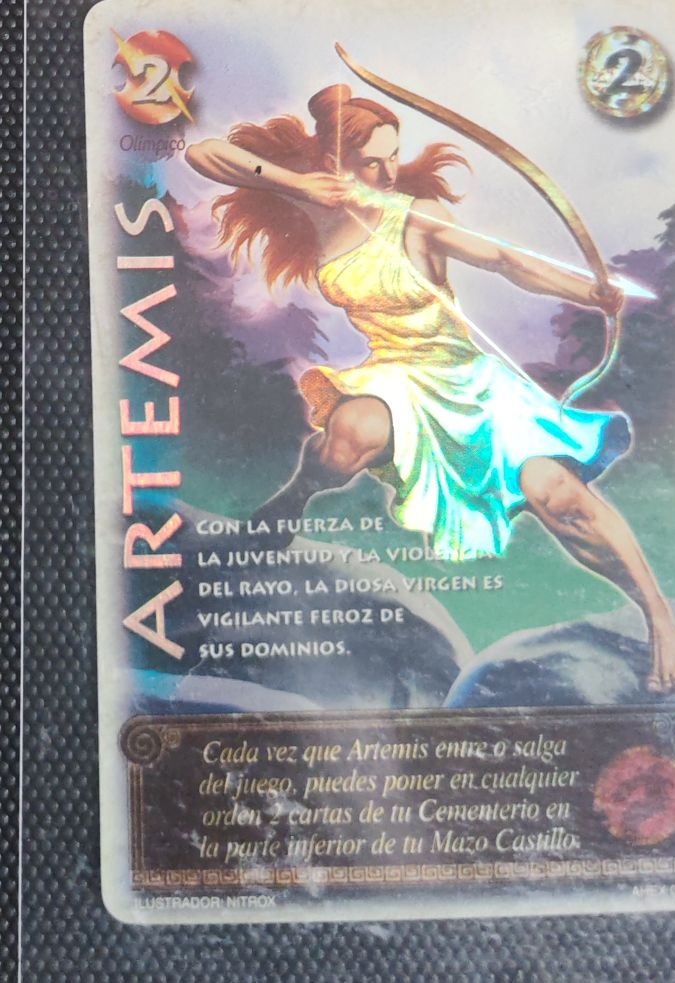 2
2
Olímpico
ARTEMIS
CON LA FUERZA DE
LA JUVENTUD Y LA VIOLENCIA
DEL RAYO, LA DIOSA VIRGEN ES
VIGILANTE FEROZ DE
SUS DOMINIOS.
Cada vez que Artemis entre o salga
del juego, puedes poner en cualquier
orden 2 cartas de tu Cementerio en
la parte inferior de tu Mazo Castillo.
ILUSTRADOR: NITROX